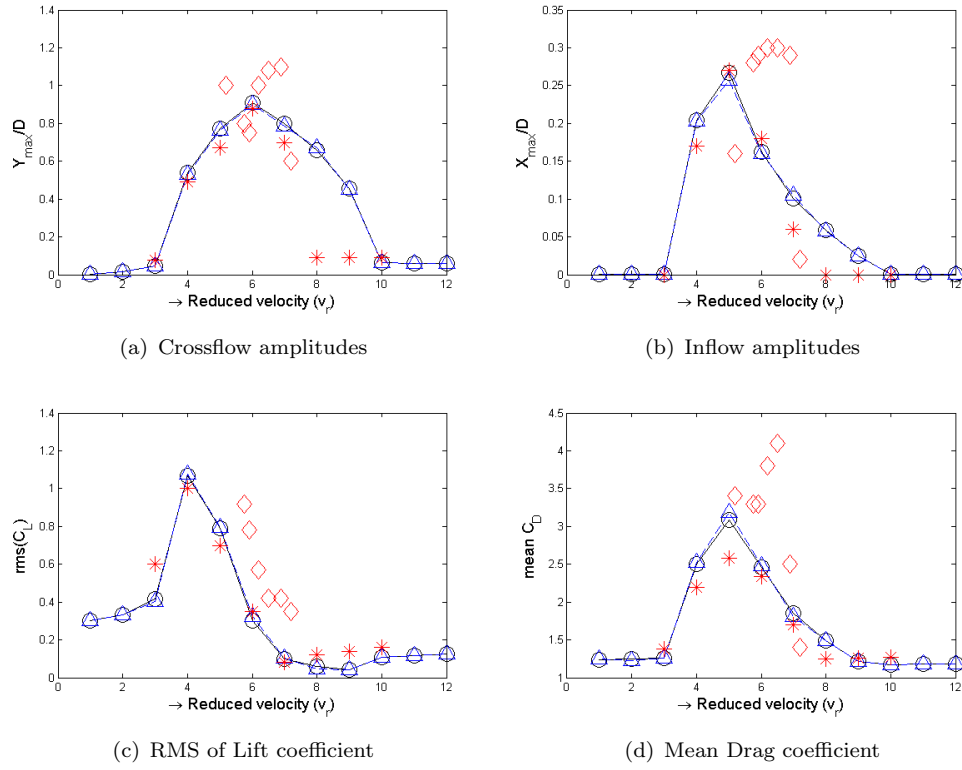 1.4
1.2
1
0.8
0.6
0.4
0.2
0
Y_max/D
0 2 4 6 8 10 12
→ Reduced velocity (v_r)
(a) Crossflow amplitudes
0.35
0.3
0.25
0.2
0.15
0.1
0.05
0
X_max/D
0 2 4 6 8 10 12
→ Reduced velocity (v_r)
(b) Inflow amplitudes
1.4
1.2
1
0.8
0.6
0.4
0.2
0
rms(C_L)
0 2 4 6 8 10 12
→ Reduced velocity (v_r)
(c) RMS of Lift coefficient
4.5
4
3.5
3
2.5
2
1.5
1
mean C_D
0 2 4 6 8 10 12
→ Reduced velocity (v_r)
(d) Mean Drag coefficient